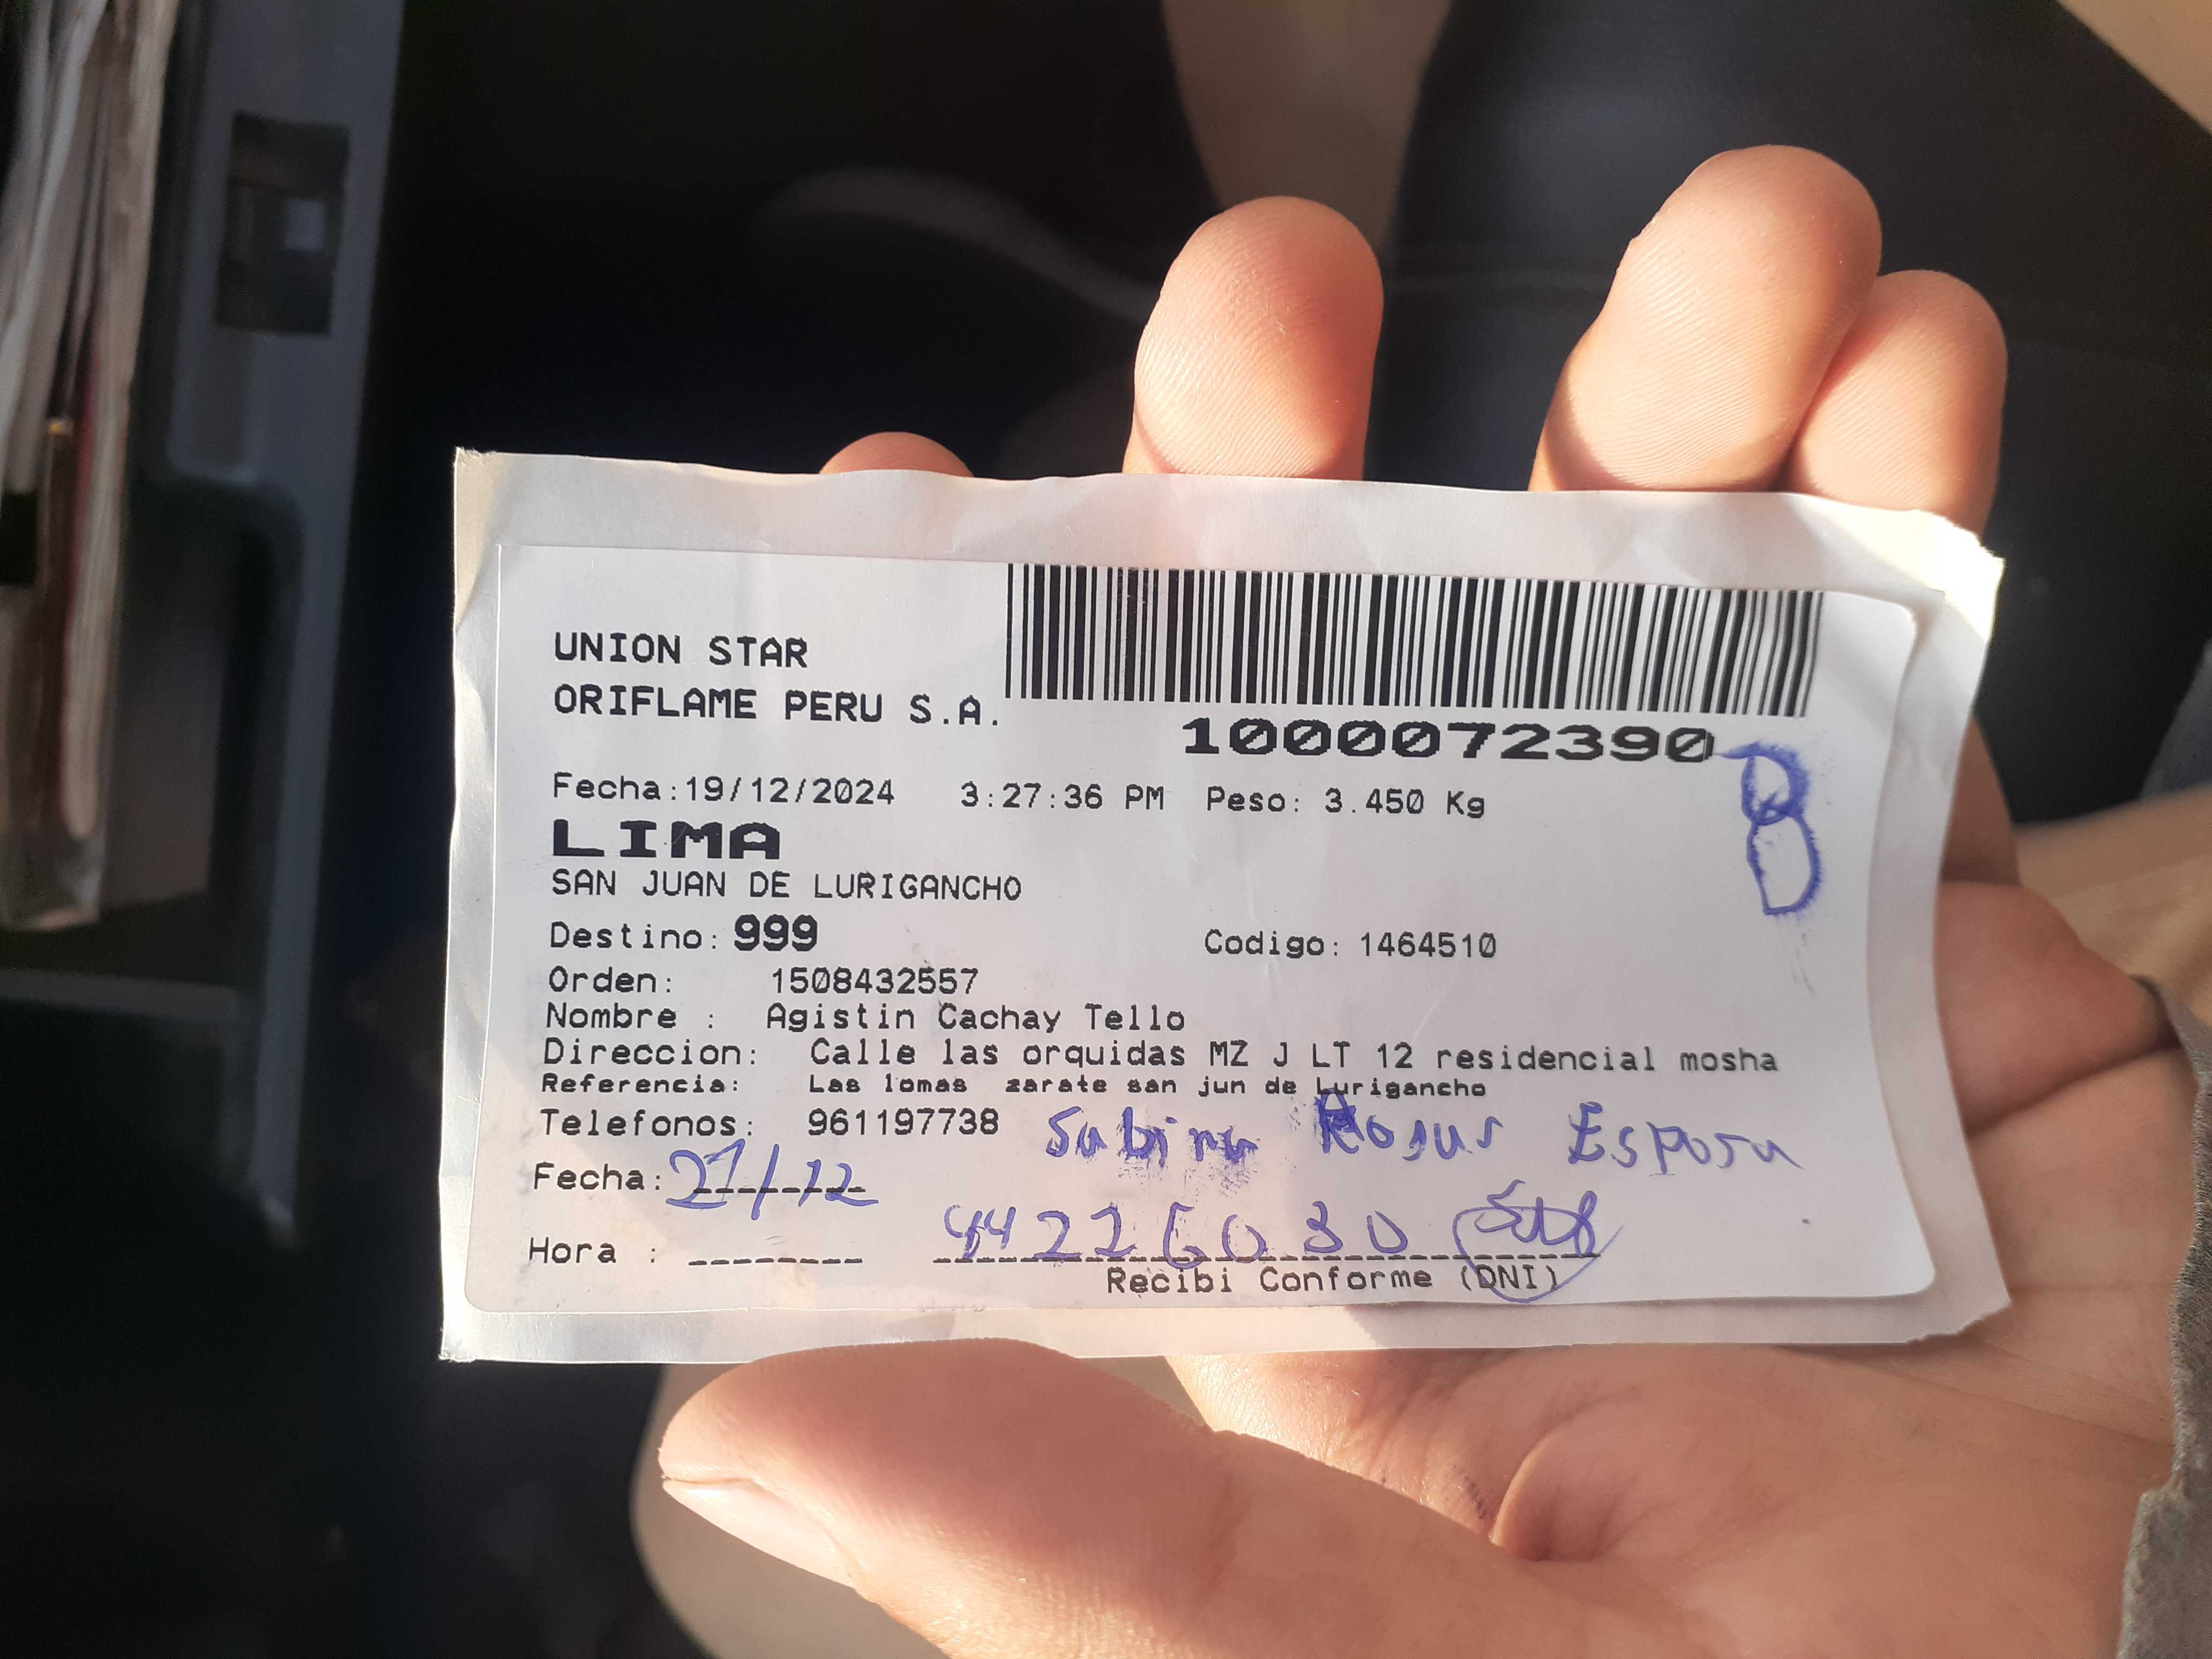 UNION STAR
ORIFLAME PERU S.A.
1000072390
Fecha:19/12/2024 3:27:36 PM Peso: 3.450 Kg
LIMA
SAN JUAN DE LURIGANCHO
Destino: 999 Codigo: 1464510
Orden: 1508432557
Nombre : Agistin Cachay Tello
Direccion: Calle las orquidas MZ J LT 12 residencial mosha
Referencia: Las lomas zarate san jun de Lurigancho
Telefonos: 961197738 Sabina Esposa
Fecha: 21/12
Hora : 44226030
Recibi Conforme (DNI)